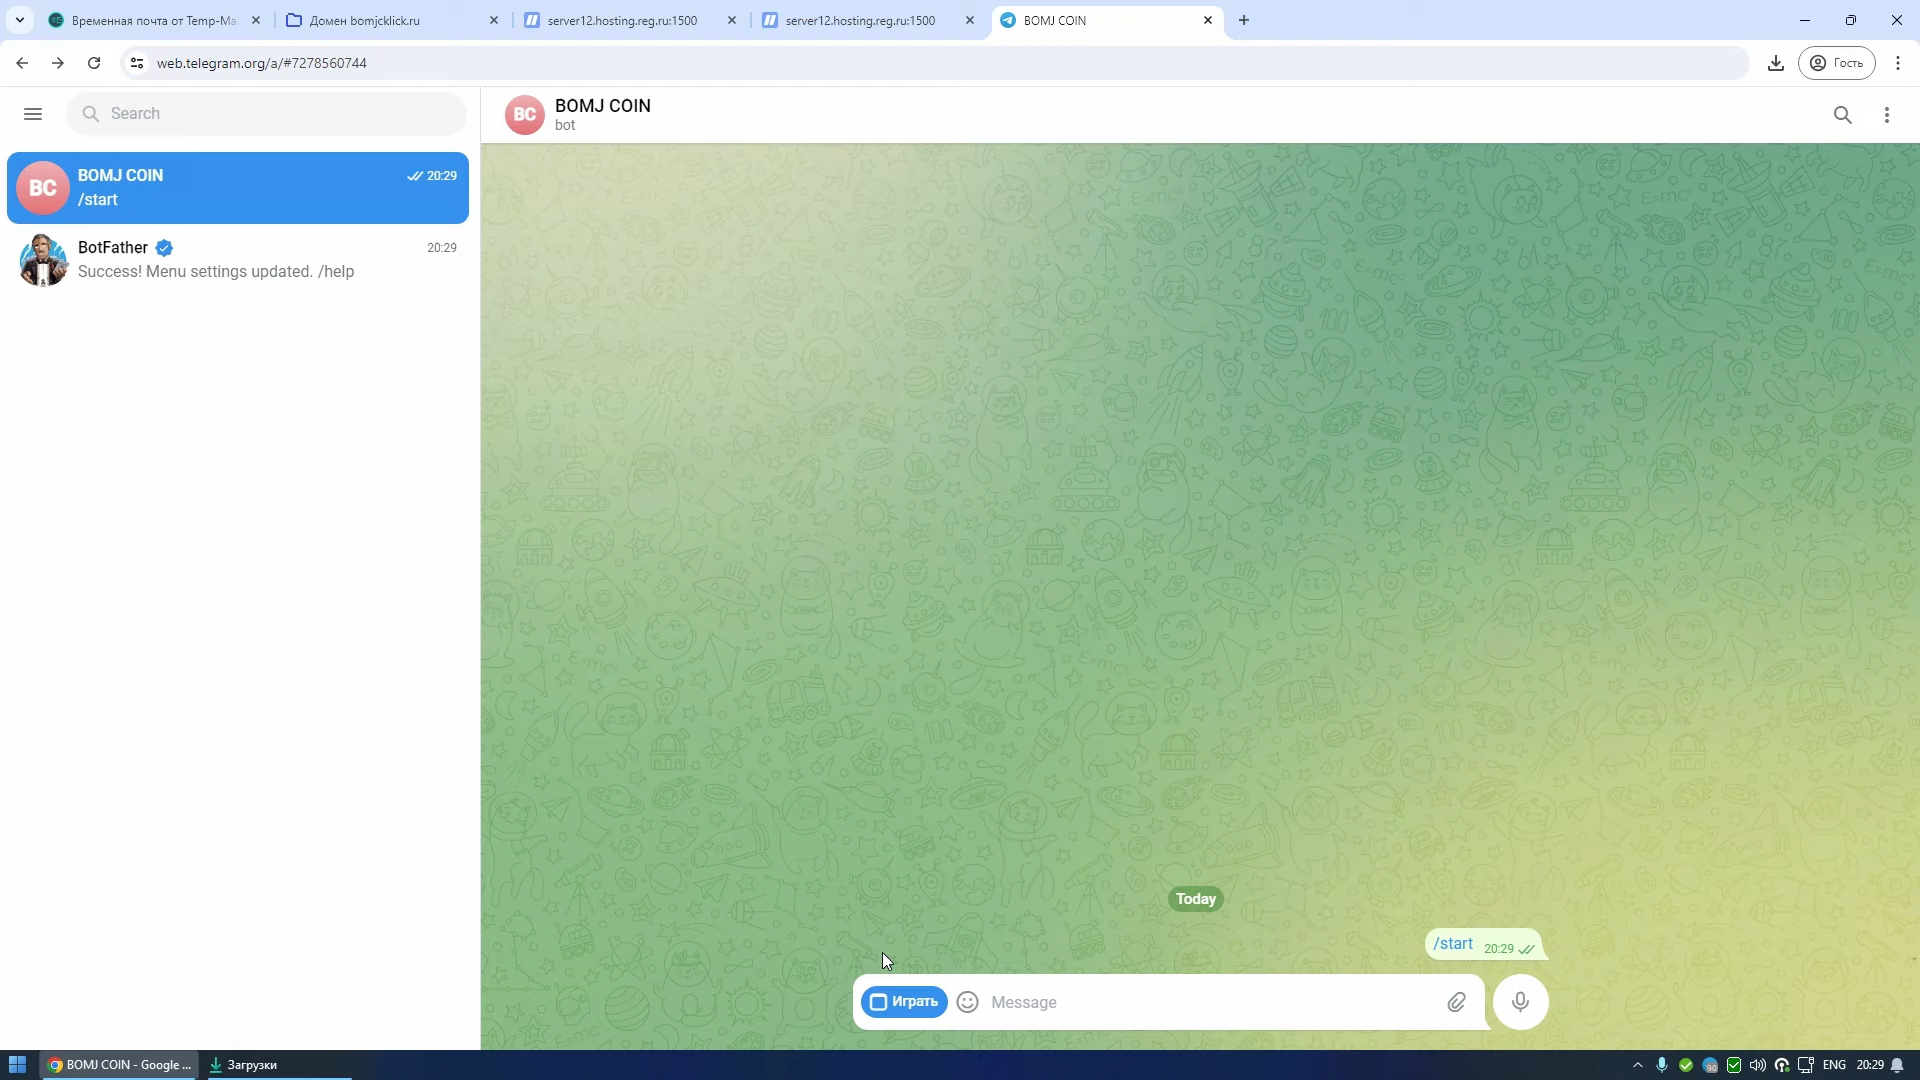 Временная почта от Temp-Ma
Домен bomjcklick.ru
server12.hosting.reg.ru:1500
server12.hosting.reg.ru:1500
BOMJ COIN
web.telegram.org/a/#7278560744
Гость
Search
BC
BOMJ COIN
bot
BC
BOMJ COIN
20:29
/start
BotFather
20:29
Success! Menu settings updated. /help
Today
/start 20:29
Играть
Message
BOMJ COIN - Google ...
Загрузки
90
ENG
20:29